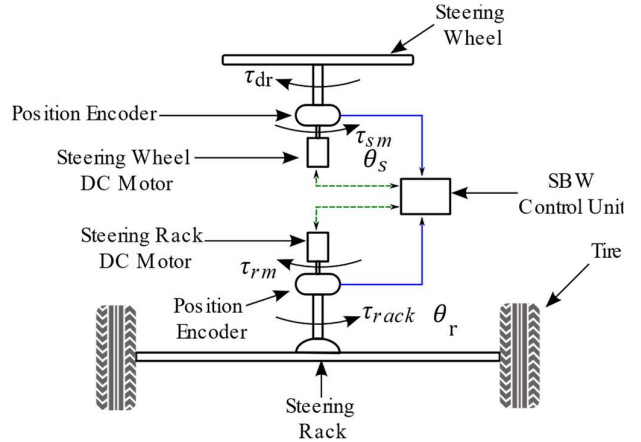 Steering
Wheel
τdr
Position Encoder
τsm
Steering Wheel
DC Motor
θs
SBW
Control Unit
Steering Rack
DC Motor
Tire
τrm
Position
Encoder
τrack θr
Steering
Rack